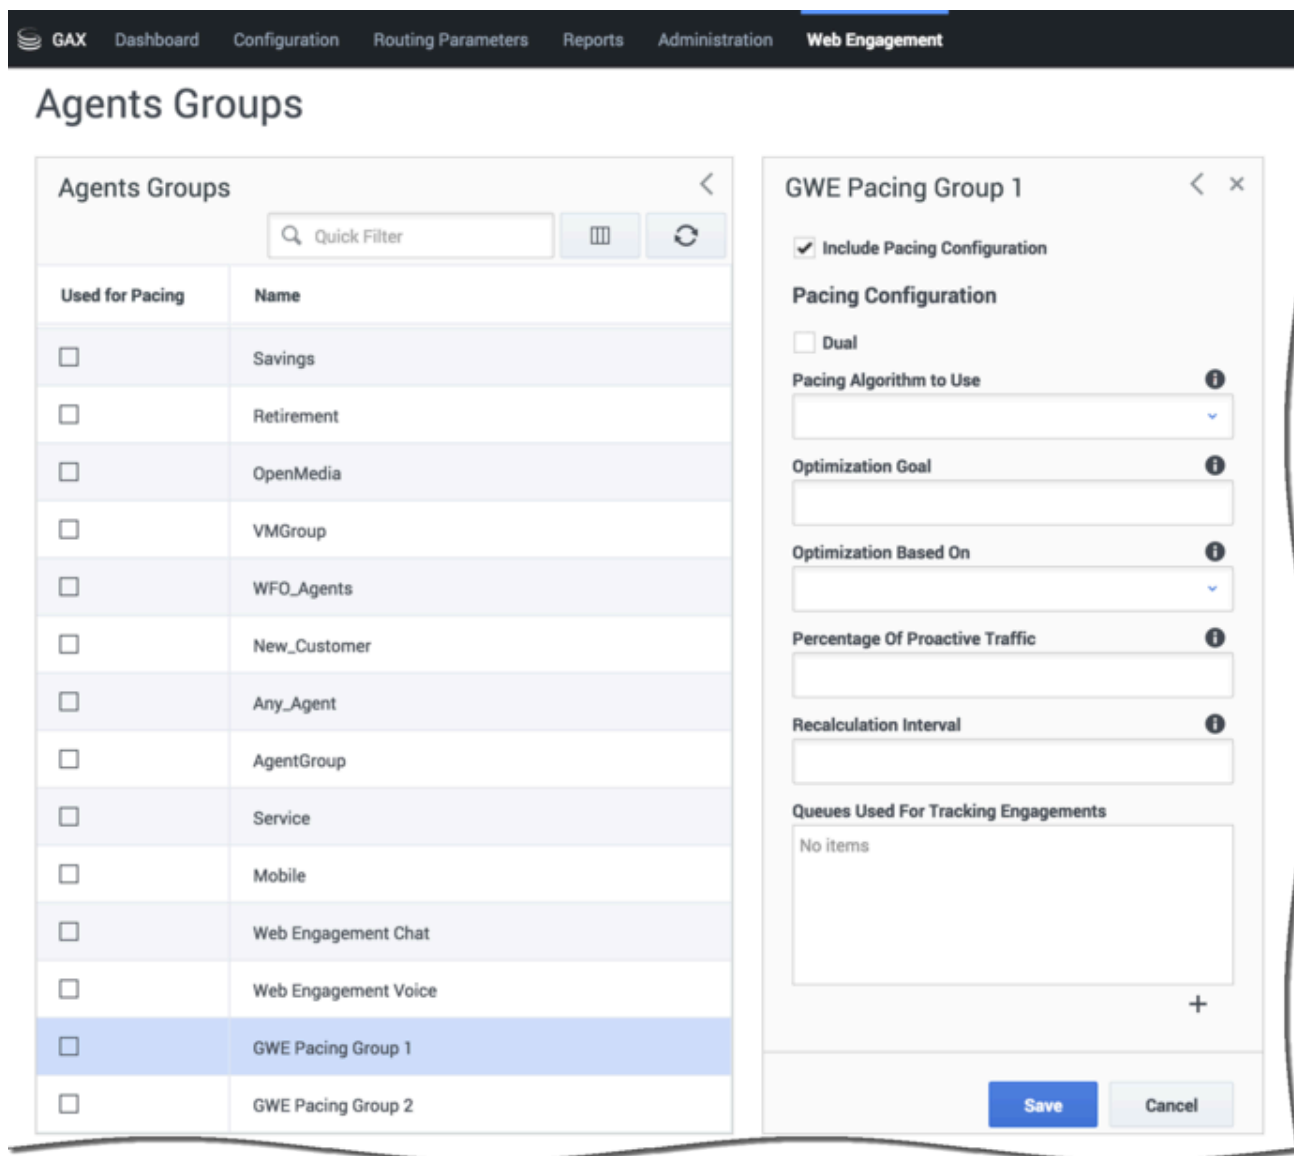 GAX Dashboard Configuration Routing Parameters Reports Administration Web Engagement
Agents Groups
Agents Groups
Quick Filter
Used for Pacing Name
Savings
Retirement
OpenMedia
VMGroup
WFO_Agents
New_Customer
Any_Agent
AgentGroup
Service
Mobile
Web Engagement Chat
Web Engagement Voice
GWE Pacing Group 1
GWE Pacing Group 2
GWE Pacing Group 1
Include Pacing Configuration
Pacing Configuration
Dual
Pacing Algorithm to Use
Optimization Goal
Optimization Based On
Percentage Of Proactive Traffic
Recalculation Interval
Queues Used For Tracking Engagements
No items
Save Cancel